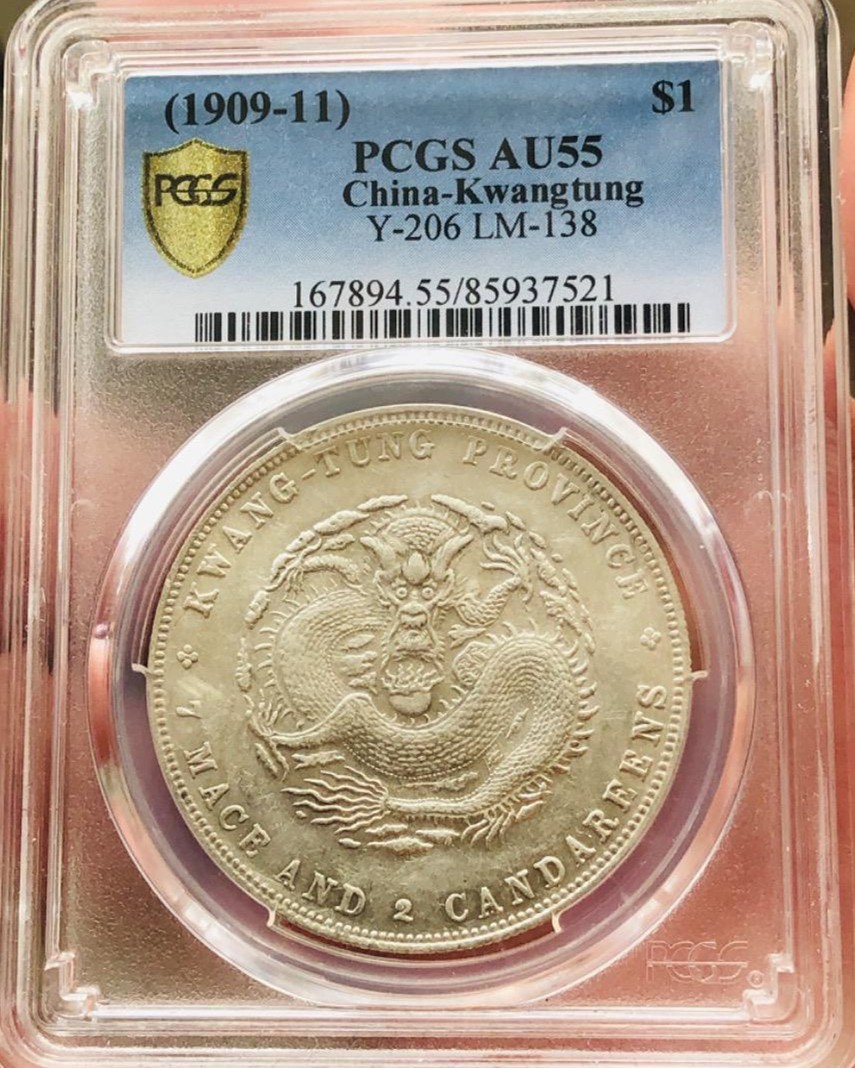 (1909-11) $1
PCGS
PCGS AU55
China-Kwangtung
Y-206 LM-138
167894.55/85937521
KWANG-TUNG PROVINCE
7 MACE AND 2 CANDAREENS
PCGS